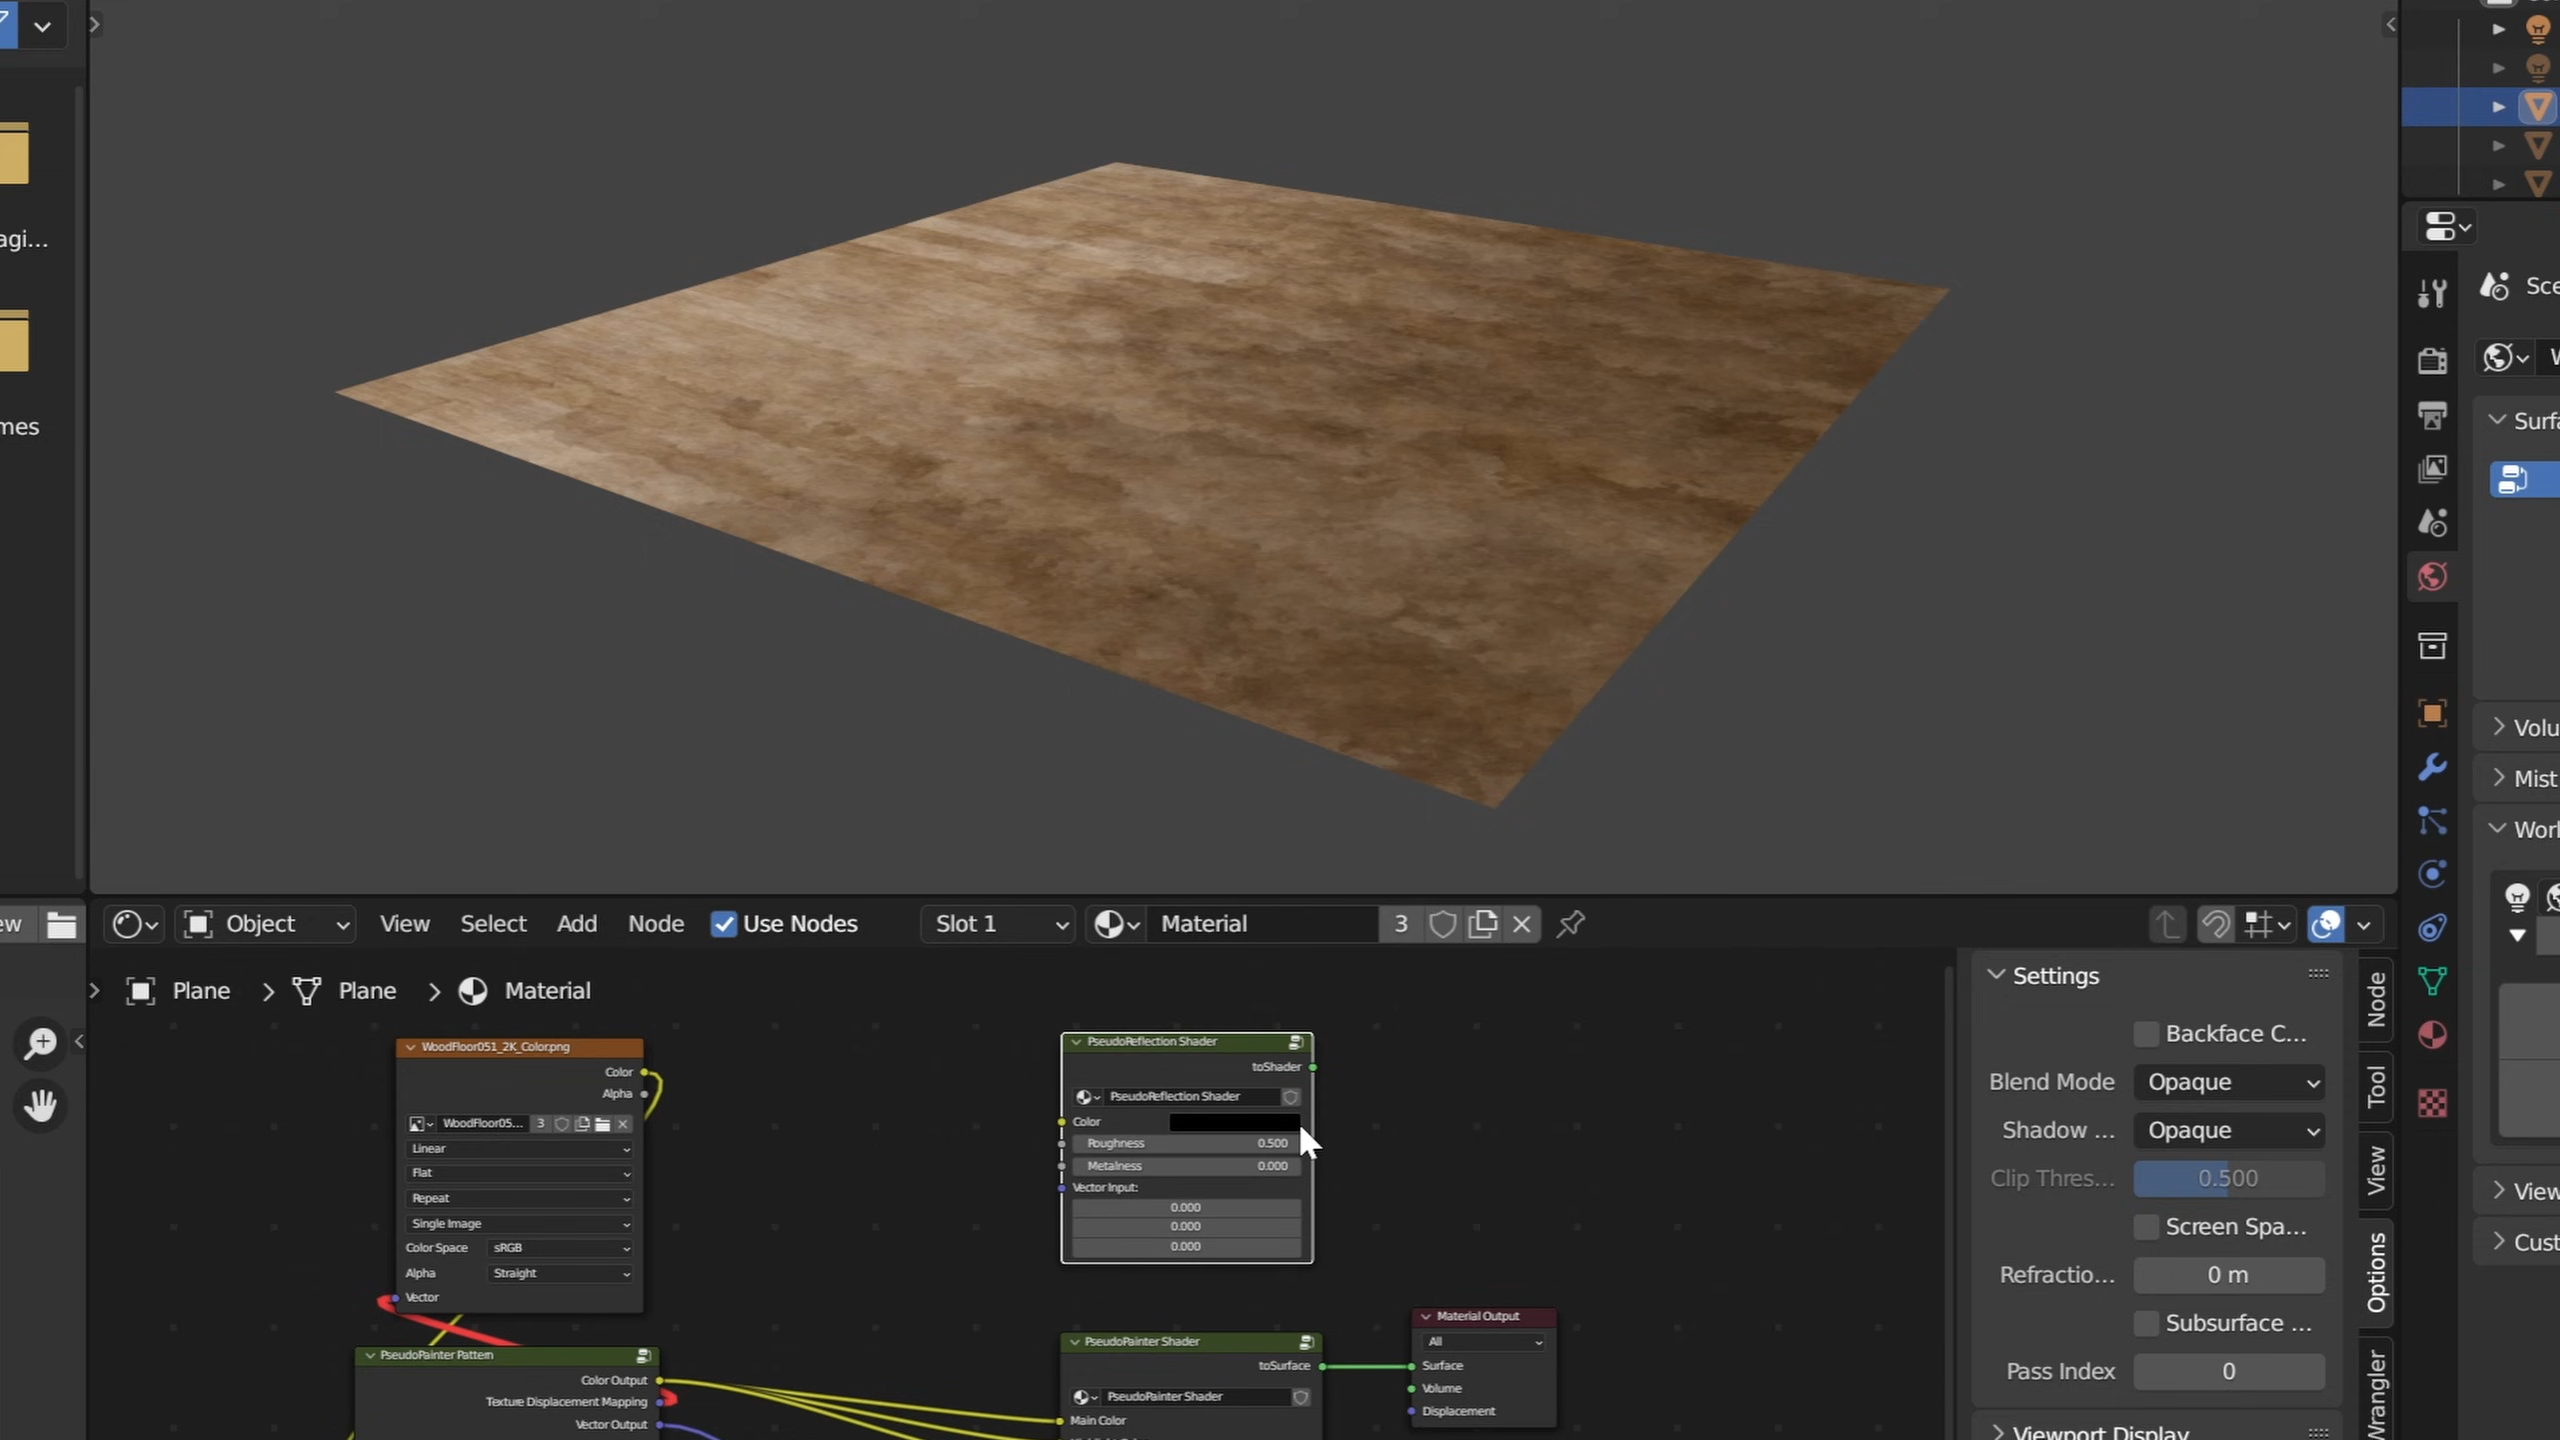 agi...
mes
Sce
W
Surfa
Volu
Mist
Worl
View
Cust
ew
Object
View
Select
Add
Node
Use Nodes
Slot 1
Material
3
Plane
Plane
Material
WoodFloor051_2K_Color.png
Color
Alpha
WoodFloor05...
3
Linear
Flat
Repeat
Single Image
Color Space
sRGB
Alpha
Straight
Vector
PseudoPainter Pattern
Color Output
Texture Displacement Mapping
Vector Output
PseudoReflection Shader
toShader
PseudoReflection Shader
Color
Roughness 0.500
Metalness 0.000
Vector Input:
0.000
0.000
0.000
PseudoPainter Shader
toSurface
PseudoPainter Shader
Main Color
Material Output
All
Surface
Volume
Displacement
Settings
Backface C...
Blend Mode Opaque
Shadow ... Opaque
Clip Thres... 0.500
Screen Spa...
Refractio... 0 m
Subsurface ...
Pass Index 0
Viewport Display
Node
Tool
View
Options
Wrangler